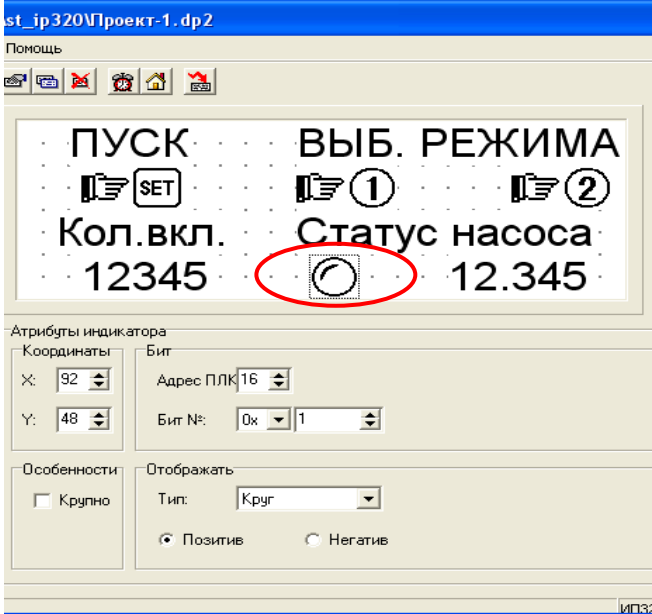 st_ip320\Проект-1.dp2
Помощь
ПУСК ВЫБ. РЕЖИМА
SET 1 2
Кол.вкл. Статус насоса
12345 12.345
Атрибуты индикатора
Координаты Бит
X: 92 Адрес ПЛК 16
Y: 48 Бит №: 0x 1
Особенности Отображать
Крупно Тип: Круг
Позитив Негатив
ИП32